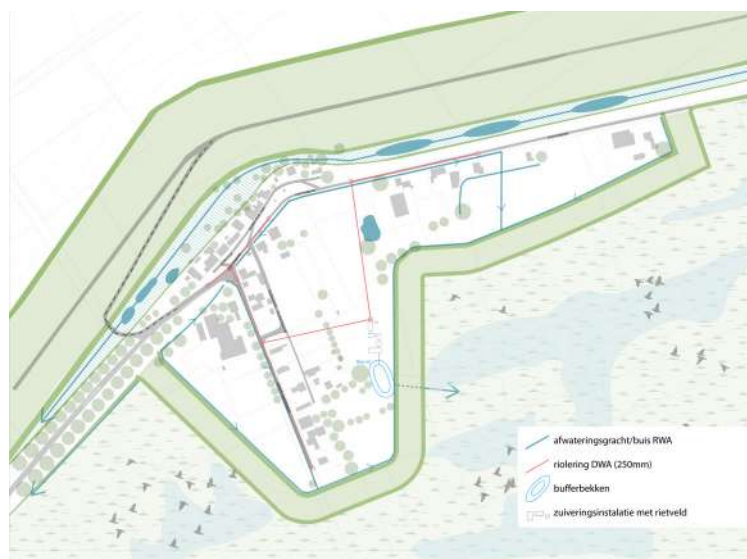 afwateringsgracht/buis RWA
riolering DWA (250mm)
bufferbekken
zuiveringsinstalatie met rietveld